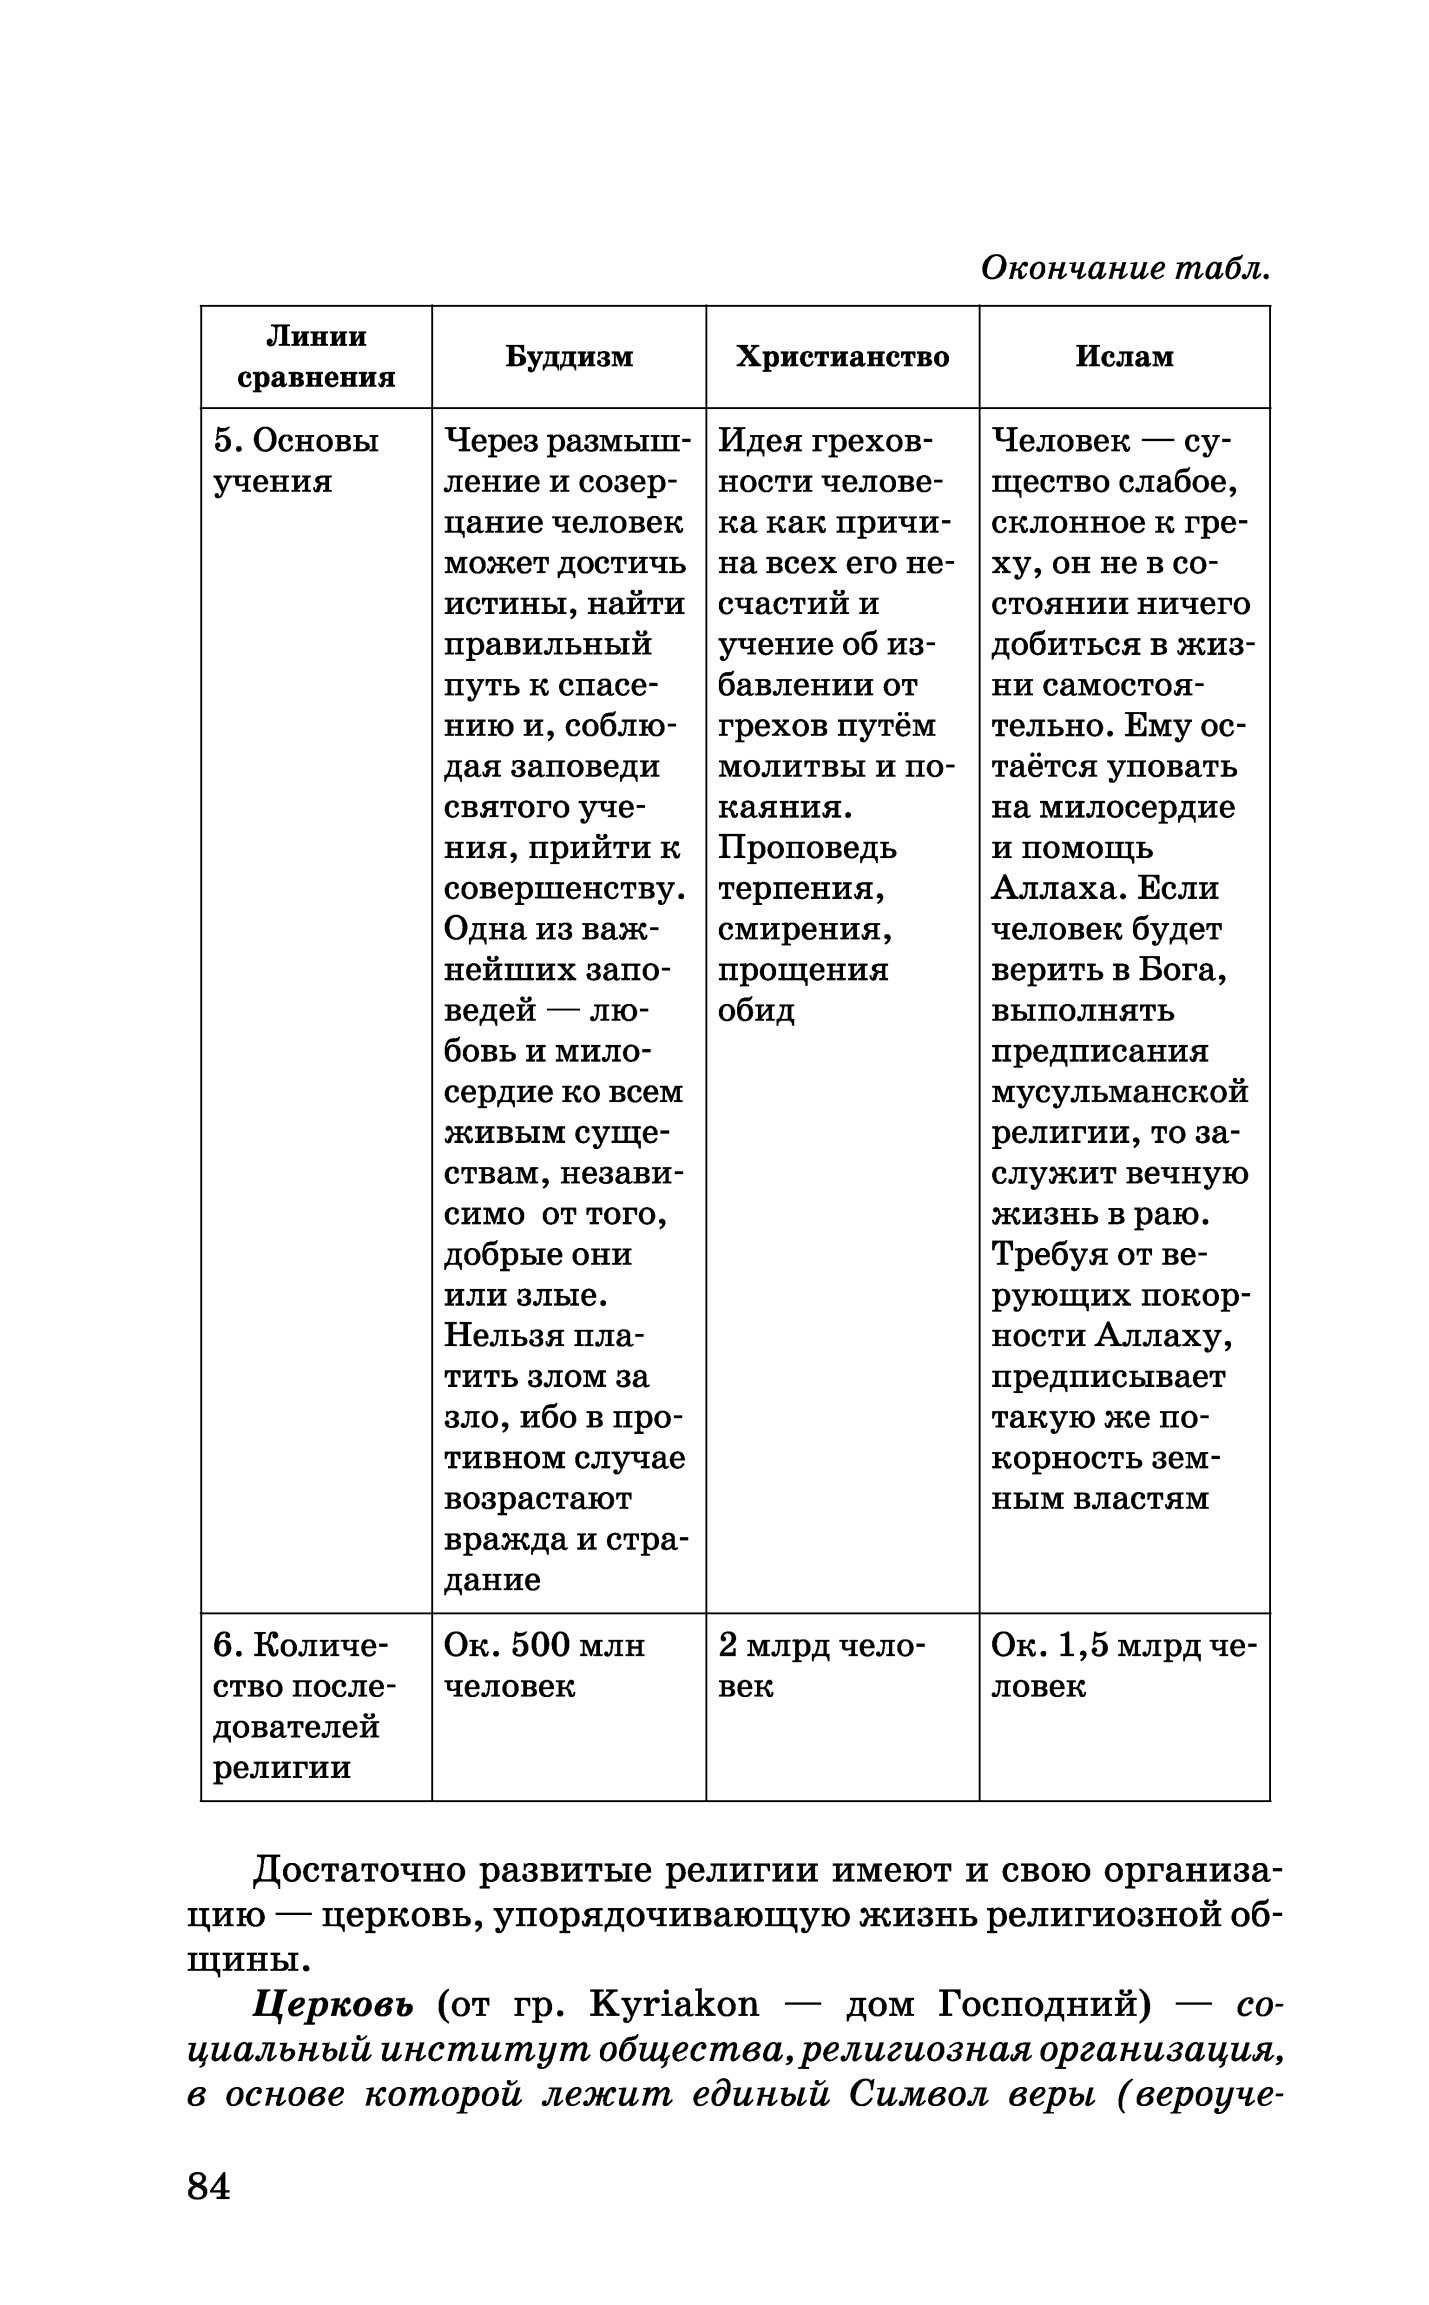 Окончание табл.
Линии
сравнения
Буддизм
Христианство
Ислам
5. Основы
учения
Через размыш-
ление и созер-
цание человек
может достичь
истины, найти
правильный
путь к спасе-
нию и, соблю-
дая заповеди
святого уче-
ния, прийти к
совершенству.
Одна из важ-
нейших запо-
ведей — лю-
бовь и мило-
сердие ко всем
живым суще-
ствам, незави-
симо от того,
добрые они
или злые.
Нельзя пла-
тить злом за
зло, ибо в про-
тивном случае
возрастают
вражда и стра-
дание
Идея грехов-
ности челове-
ка как причи-
на всех его не-
счастий и
учение об из-
бавлении от
грехов путём
молитвы и по-
каяния.
Проповедь
терпения,
смирения,
прощения
обид
Человек — су-
щество слабое,
склонное к гре-
ху, он не в со-
стоянии ничего
добиться в жиз-
ни самостоя-
тельно. Ему ос-
таётся уповать
на милосердие
и помощь
Аллаха. Если
человек будет
верить в Бога,
выполнять
предписания
мусульманской
религии, то за-
служит вечную
жизнь в раю.
Требуя от ве-
рующих покор-
ности Аллаху,
предписывает
такую же по-
корность зем-
ным властям
6. Количе-
ство после-
дователей
религии
Ок. 500 млн
человек
2 млрд чело-
век
Ок. 1,5 млрд че-
ловек
Достаточно развитые религии имеют и свою организа-
цию — церковь, упорядочивающую жизнь религиозной об-
щины.
Церковь (от гр. Kyriakon — дом Господний) — со-
циальный институт общества, религиозная организация,
в основе которой лежит единый Символ веры (вероуче-
84